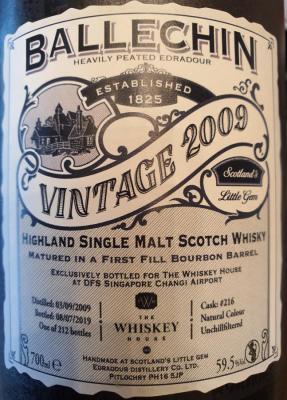 BALLECHIN
HEAVILY PEATED EDRADOUR
ESTABLISHED
1825
VINTAGE 2009
Scotland's
Little Gem
HIGHLAND SINGLE MALT SCOTCH WHISKY
MATURED IN A FIRST FILL BOURBON BARREL
EXCLUSIVELY BOTTLED FOR THE WHISKEY HOUSE
AT DFS SINGAPORE CHANGI AIRPORT
Distilled: 03/09/2009
Bottled: 08/07/2019
One of 212 bottles
W
THE
WHISKEY
HOUSE
Cask: #216
Natural Colour
Unchillfiltered
700ml e
HANDMADE AT SCOTLAND'S LITTLE GEM
EDRADOUR DISTILLERY CO. LTD.
PITLOCHRY PH16 5JP
59.5%